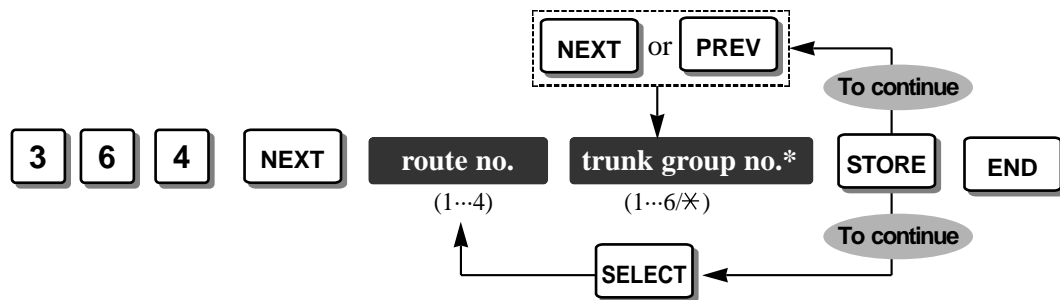 NEXT or PREV
To continue
3 6 4 NEXT route no. trunk group no.* STORE END
(1···4) (1···6/✳)
To continue
SELECT